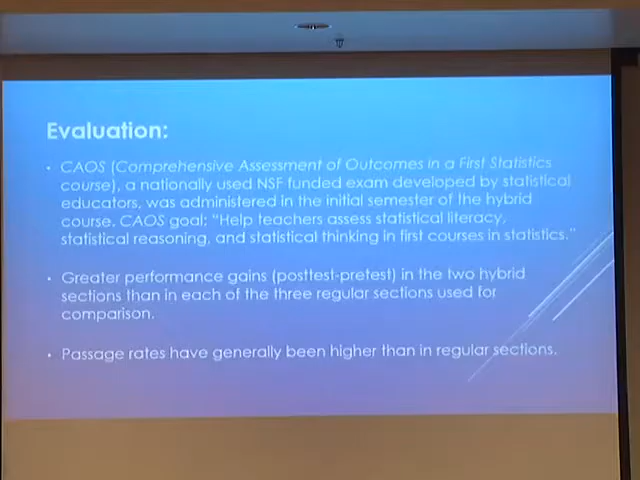 Evaluation:
• CAOS (Comprehensive Assessment of Outcomes in a First Statistics
course), a nationally used NSF funded exam developed by statistical
educators, was administered in the initial semester of the hybrid
course. CAOS goal: "Help teachers assess statistical literacy,
statistical reasoning, and statistical thinking in first courses in statistics."
• Greater performance gains (posttest-pretest) in the two hybrid
sections than in each of the three regular sections used for
comparison.
• Passage rates have generally been higher than in regular sections.